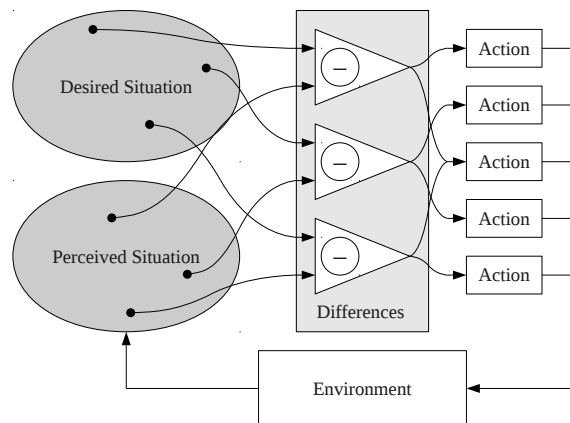 Desired Situation
Perceived Situation
−
−
−
Differences
Action
Action
Action
Action
Action
Environment